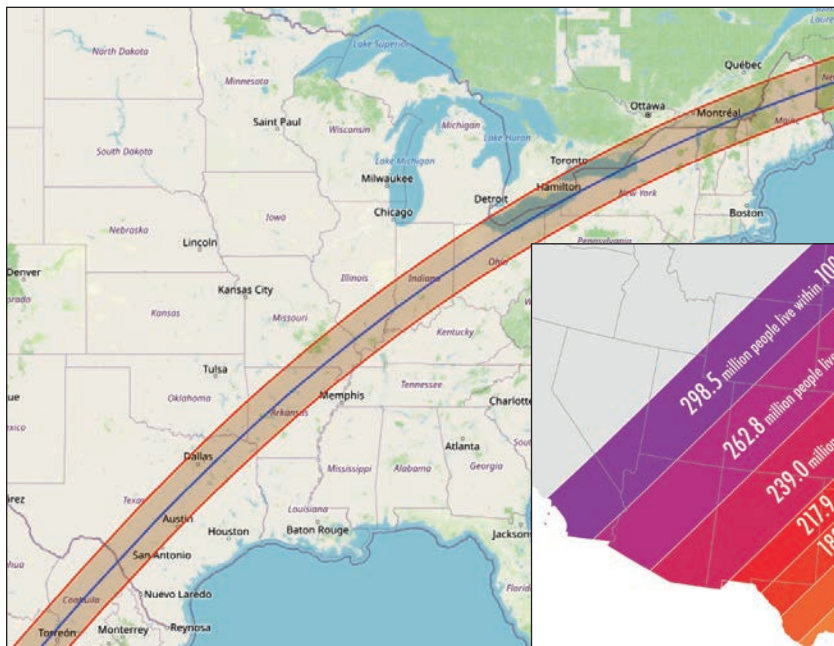 North Dakota
Minnesota
Lake Superior
Québec
Saint Paul
Ottawa
Montréal
Maine
Wisconsin
Michigan
Lake Huron
South Dakota
Lake Michigan
Toronto
Milwaukee
Hamilton
New York
Detroit
Chicago
Boston
Iowa
Nebraska
Lincoln
Pennsylvania
Denver
Illinois
Indiana
Ohio
Kansas City
Kansas
Missouri
Kentucky
Tulsa
Tennessee
Oklahoma
Memphis
Charlotte
Arkansas
Atlanta
Dallas
Mississippi
Alabama
Georgia
Texas
Louisiana
Austin
Houston
Baton Rouge
San Antonio
Coahuila
Nuevo Laredo
Torreón
Monterrey
Reynosa
298.5 million people live within 100
262.8 million people live
239.0 million
217.9